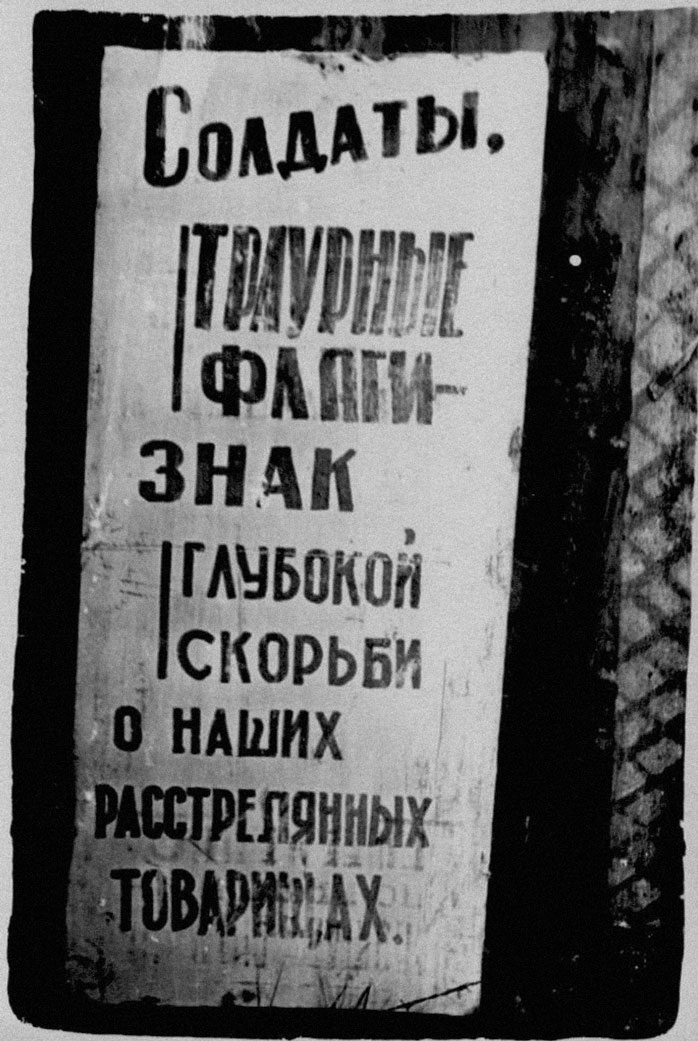 Солдаты,
ТРАУРНЫЕ
ФЛАГИ-
ЗНАК
ГЛУБОКОЙ
СКОРЬБИ
О НАШИХ
РАССТРЕЛЯННЫХ
ТОВАРИЩАХ.